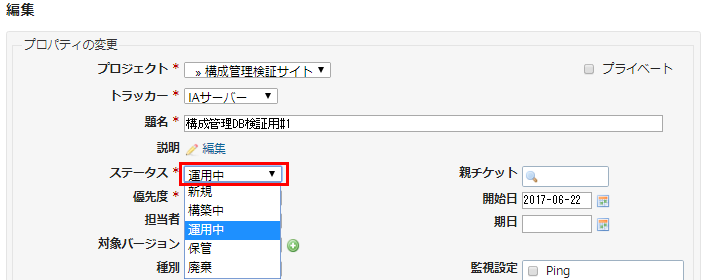 編集
プロパティの変更
プロジェクト * » 構成管理検証サイト プライベート
トラッカー * IAサーバー
題名 * 構成管理DB検証用#1
説明 編集
ステータス * 運用中 親チケット
新規
優先度 * 開始日 2017-06-22
構築中
担当者 期日
運用中
対象バージョン 保管
種別 廃棄 監視設定 Ping